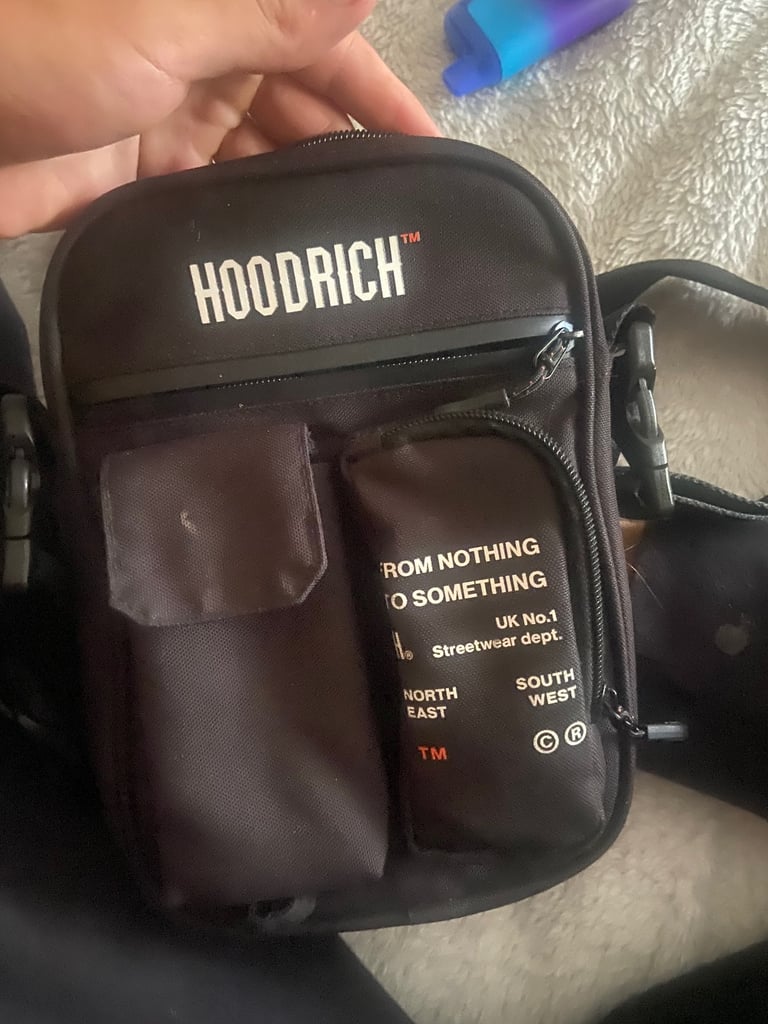 HOODRICH™
FROM NOTHING
TO SOMETHING
UK No.1
H® Streetwear dept.
NORTH SOUTH
EAST WEST
TM © ®